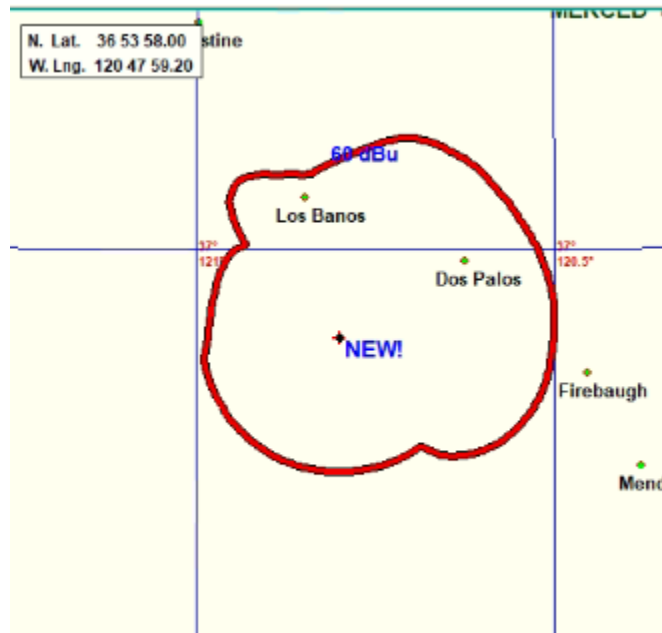 MERCED
N. Lat. 36 53 58.00
stine
W. Lng. 120 47 59.20
60 dBu
Los Banos
37°
37°
121°
120.5°
Dos Palos
NEW!
Firebaugh
Mend